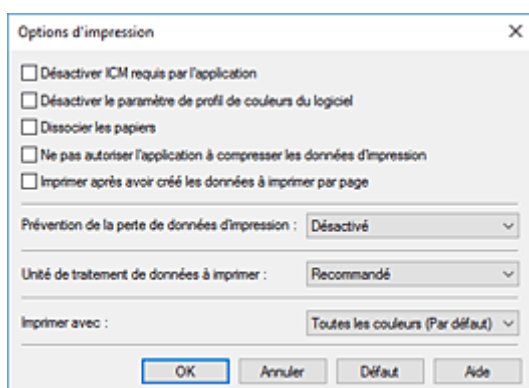 Options d'impression
Désactiver ICM requis par l'application
Désactiver le paramètre de profil de couleurs du logiciel
Dissocier les papiers
Ne pas autoriser l'application à compresser les données d'impression
Imprimer après avoir créé les données à imprimer par page
Prévention de la perte de données d'impression : Désactivé
Unité de traitement de données à imprimer : Recommandé
Imprimer avec : Toutes les couleurs (Par défaut)
OK Annuler Défaut Aide